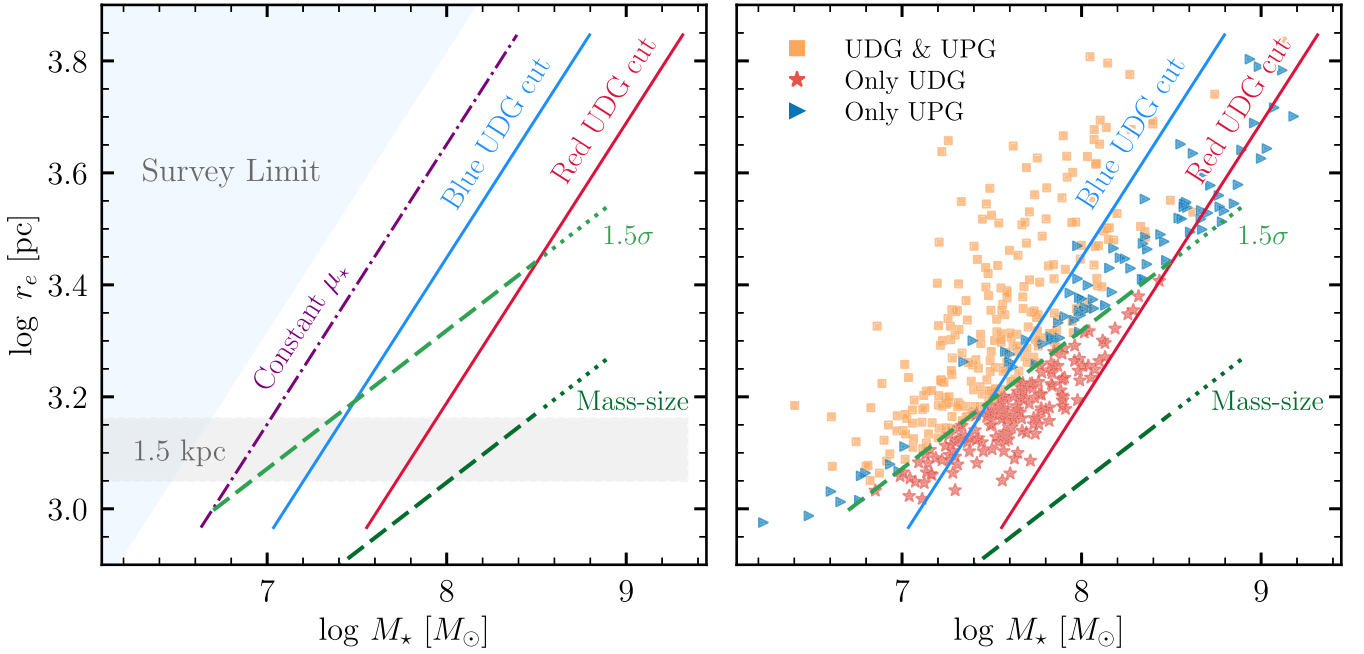 log rₑ [pc]
3.8
3.6
3.4
3.2
3.0
Survey Limit
Constant μ⋆
Blue UDG cut
Red UDG cut
1.5σ
1.5 kpc
Mass-size
7
8
9
log M⋆ [M⊙]
UDG & UPG
Only UDG
Only UPG
Blue UDG cut
Red UDG cut
1.5σ
Mass-size
7
8
9
log M⋆ [M⊙]